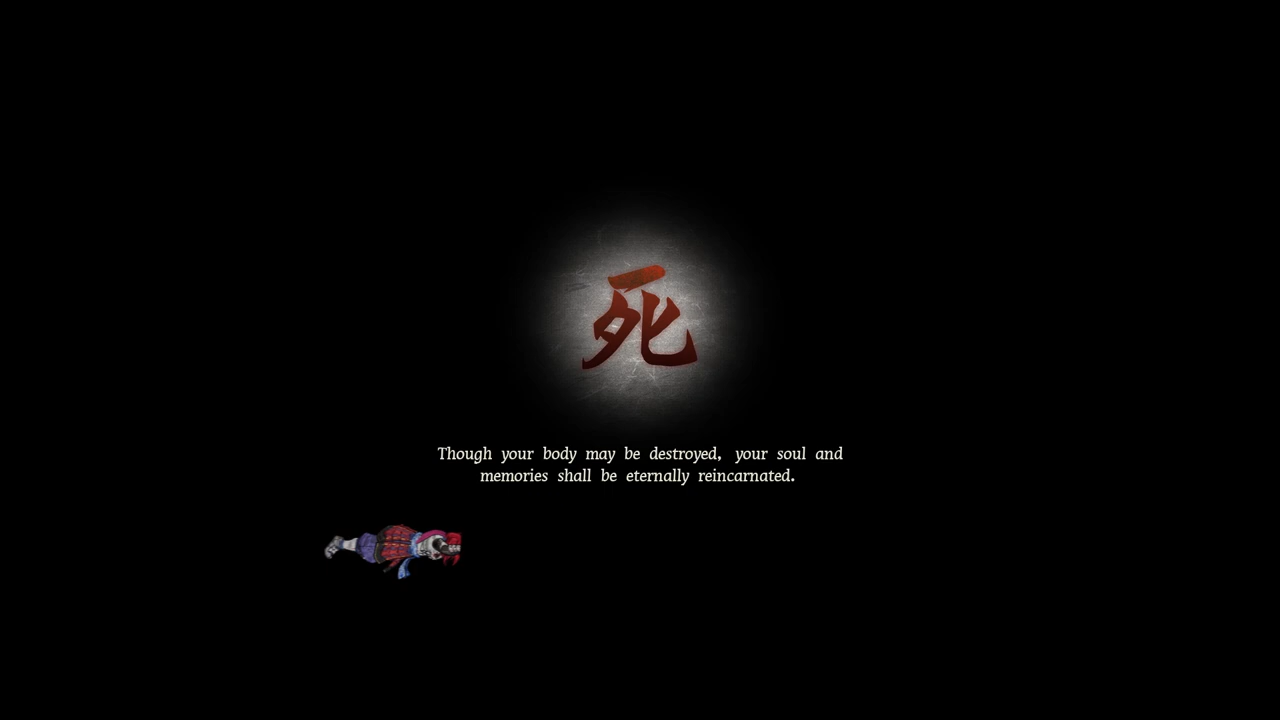 死
Though your body may be destroyed, your soul and
memories shall be eternally reincarnated.